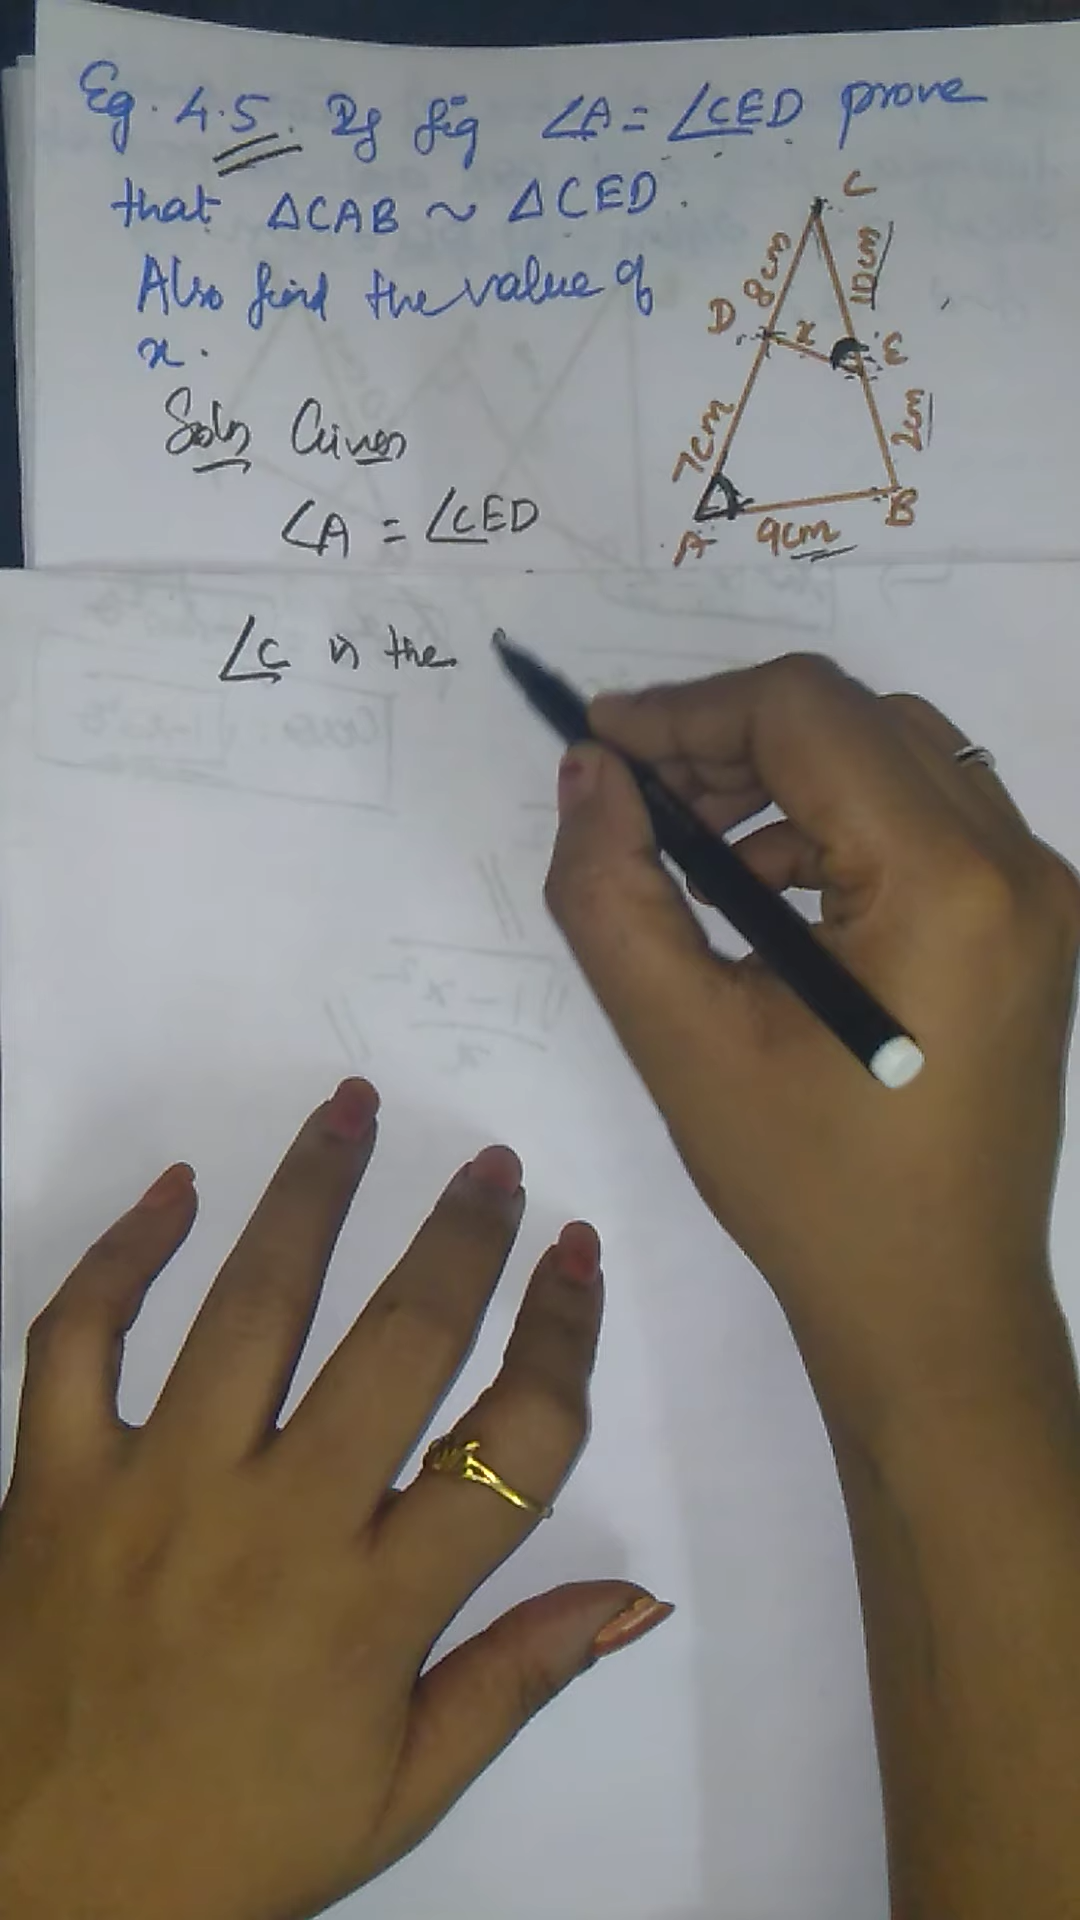 Eg. 4.5. If fig ∠A = ∠CED prove
that ΔCAB ~ ΔCED.
Also find the value of
x.
C
8cm
10cm
D
x
E
7cm
2cm
A
9cm
B
Soln Given
∠A = ∠CED
∠C is the